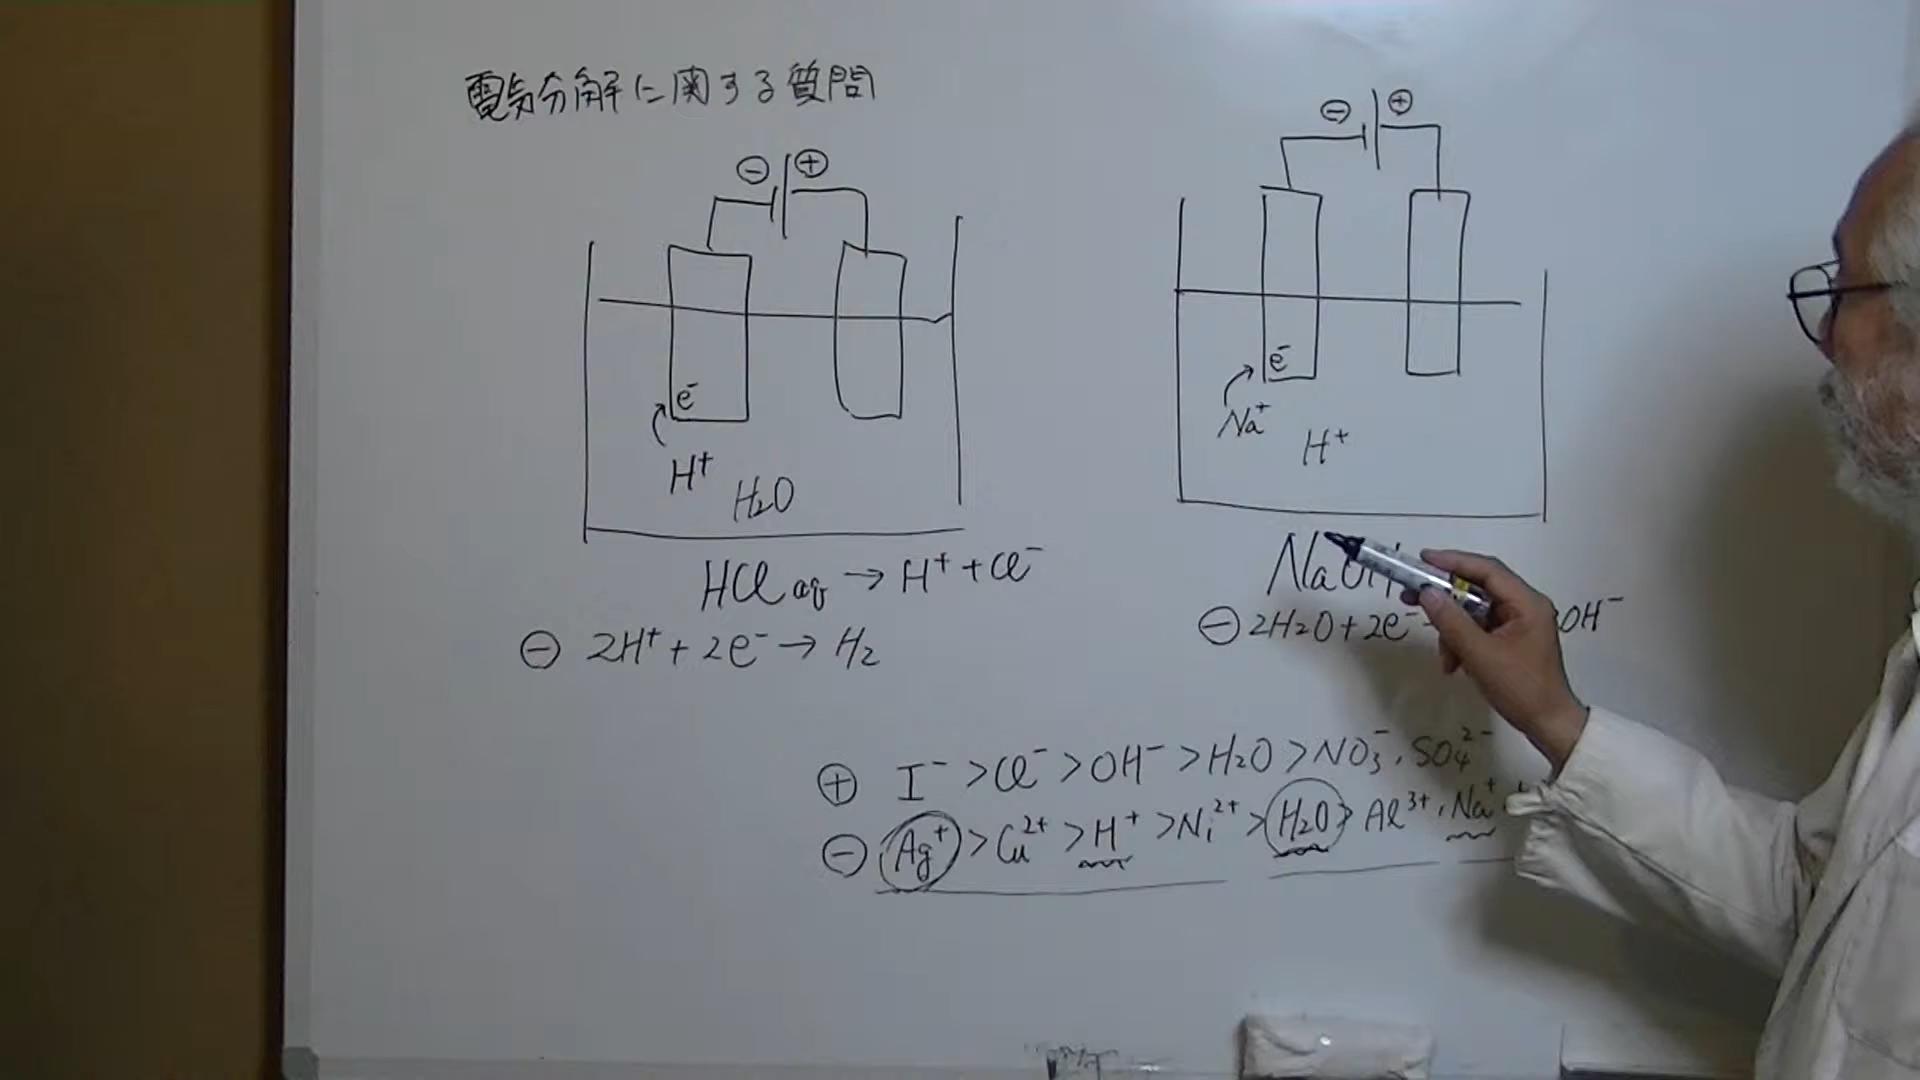 電気分解に関する質問
⊖ ⊕
e⁻
H⁺
H₂O
HCl aq → H⁺ + Cl⁻
⊖ 2H⁺ + 2e⁻ → H₂
⊖ ⊕
e⁻
Na⁺
H⁺
⊖ 2H₂O + 2e⁻ OH⁻
⊕ I⁻ > Cl⁻ > OH⁻ > H₂O > NO₃⁻, SO₄²⁻
⊖ Ag⁺ > Cu²⁺ > H⁺ > Ni²⁺ > H₂O > Al³⁺, Na⁺